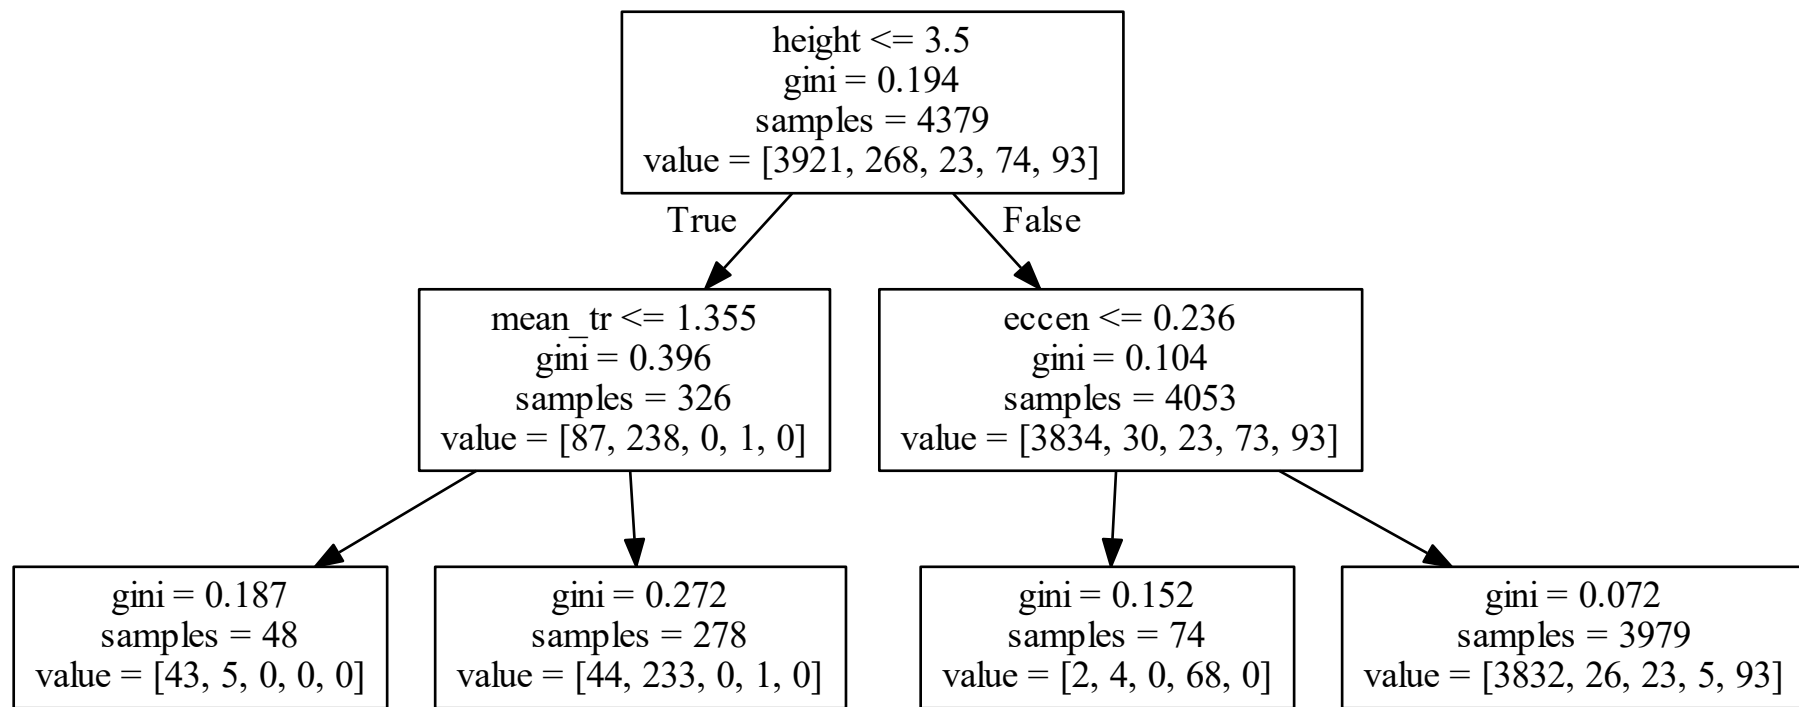 height <= 3.5
gini = 0.194
samples = 4379
value = [3921, 268, 23, 74, 93]
True
False
mean_tr <= 1.355
gini = 0.396
samples = 326
value = [87, 238, 0, 1, 0]
eccen <= 0.236
gini = 0.104
samples = 4053
value = [3834, 30, 23, 73, 93]
gini = 0.187
samples = 48
value = [43, 5, 0, 0, 0]
gini = 0.272
samples = 278
value = [44, 233, 0, 1, 0]
gini = 0.152
samples = 74
value = [2, 4, 0, 68, 0]
gini = 0.072
samples = 3979
value = [3832, 26, 23, 5, 93]